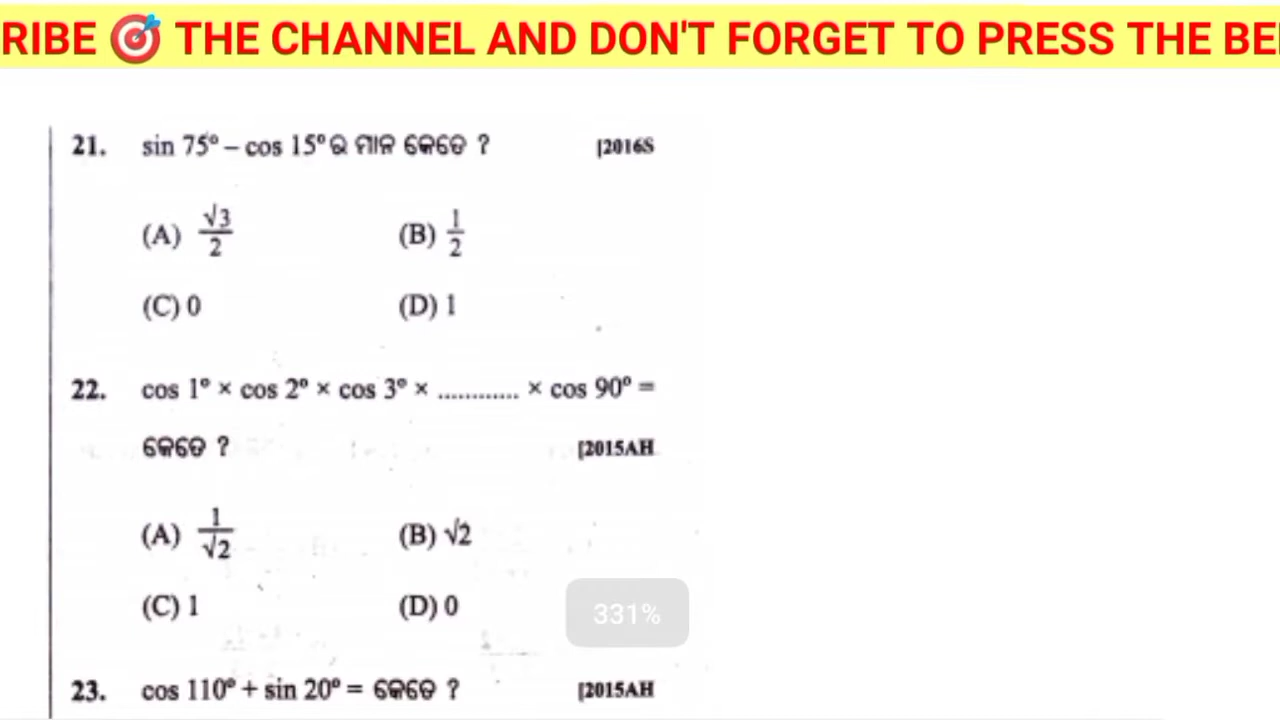 RIBE 🎯 THE CHANNEL AND DON'T FORGET TO PRESS THE BE
21. sin 75° – cos 15° ର ମାନ କେତେ ? [2016S
(A) √3/2 (B) 1/2
(C) 0 (D) 1
22. cos 1° × cos 2° × cos 3° × ............ × cos 90° =
କେତେ ? [2015AH
(A) 1/√2 (B) √2
(C) 1 (D) 0
331%
23. cos 110° + sin 20° = କେତେ ? [2015AH